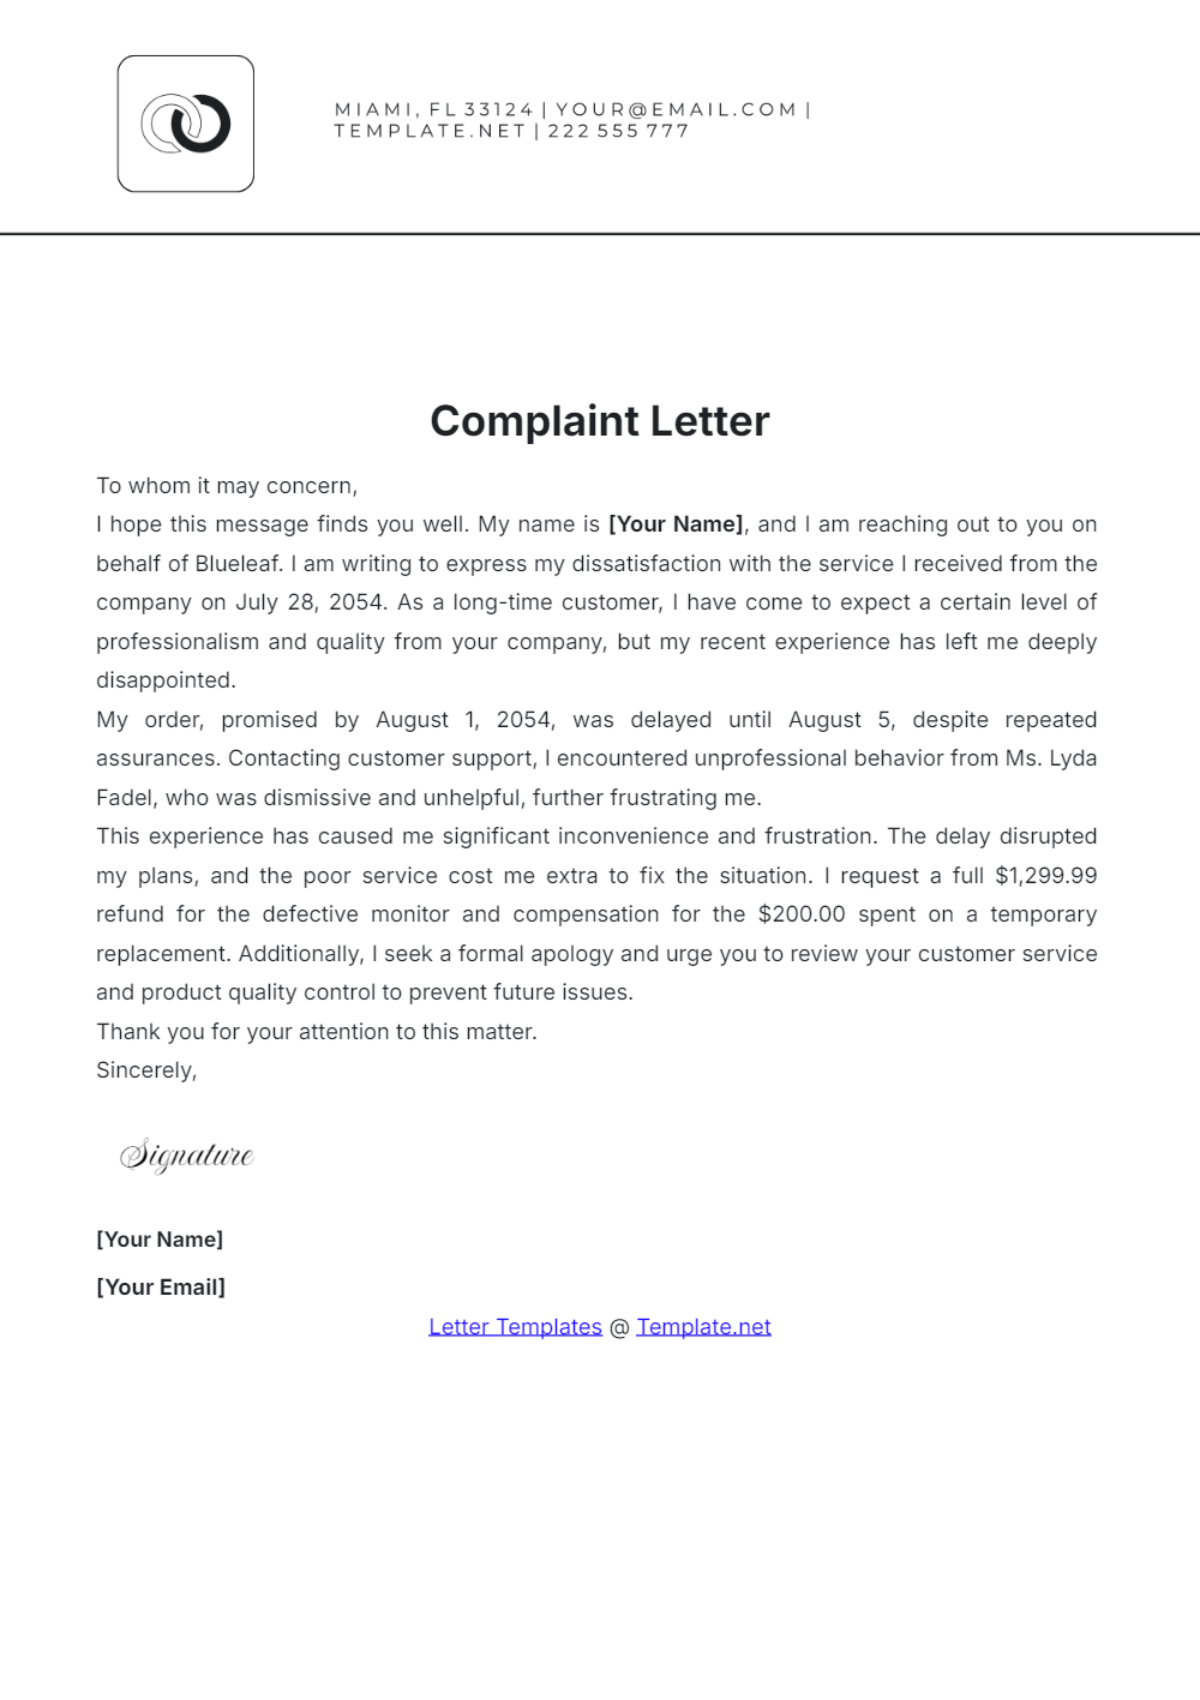 MIAMI, FL 33124 | YOUR@EMAIL.COM |
TEMPLATE.NET | 222 555 777
Complaint Letter
To whom it may concern,
I hope this message finds you well. My name is [Your Name], and I am reaching out to you on
behalf of Blueleaf. I am writing to express my dissatisfaction with the service I received from the
company on July 28, 2054. As a long-time customer, I have come to expect a certain level of
professionalism and quality from your company, but my recent experience has left me deeply
disappointed.
My order, promised by August 1, 2054, was delayed until August 5, despite repeated
assurances. Contacting customer support, I encountered unprofessional behavior from Ms. Lyda
Fadel, who was dismissive and unhelpful, further frustrating me.
This experience has caused me significant inconvenience and frustration. The delay disrupted
my plans, and the poor service cost me extra to fix the situation. I request a full $1,299.99
refund for the defective monitor and compensation for the $200.00 spent on a temporary
replacement. Additionally, I seek a formal apology and urge you to review your customer service
and product quality control to prevent future issues.
Thank you for your attention to this matter.
Sincerely,
Signature
[Your Name]
[Your Email]
Letter Templates @ Template.net